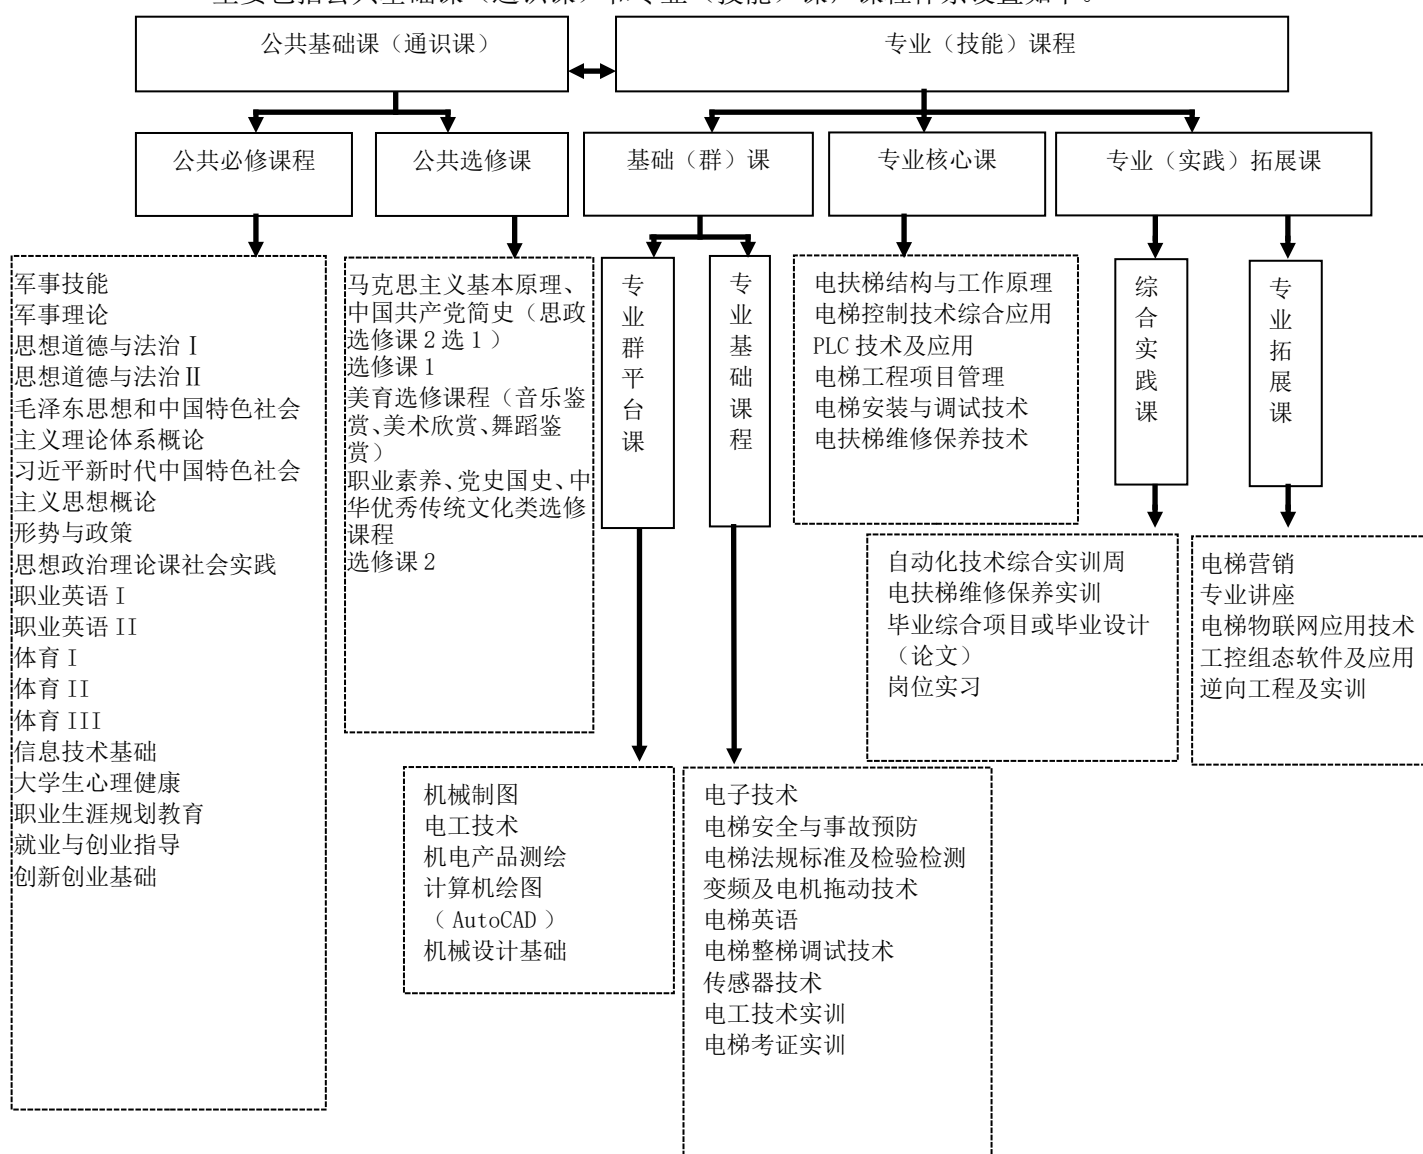 主要包括公共基础课（通识课）和专业（技能）课，课程体系设置如下。
公共基础课（通识课）
专业（技能）课程
公共必修课程
公共选修课
基础（群）课
专业核心课
专业（实践）拓展课
军事技能
军事理论
思想道德与法治Ⅰ
思想道德与法治Ⅱ
毛泽东思想和中国特色社会
主义理论体系概论
习近平新时代中国特色社会
主义思想概论
形势与政策
思想政治理论课社会实践
职业英语 I
职业英语 II
体育 I
体育 II
体育 III
信息技术基础
大学生心理健康
职业生涯规划教育
就业与创业指导
创新创业基础
马克思主义基本原理、
中国共产党简史（思政
选修课 2 选 1 ）
选修课 1
美育选修课程（音乐鉴
赏、美术欣赏、舞蹈鉴
赏）
职业素养、党史国史、中
华优秀传统文化类选修
课程
选修课 2
专业群平台课
专业基础课程
电扶梯结构与工作原理
电梯控制技术综合应用
PLC 技术及应用
电梯工程项目管理
电梯安装与调试技术
电扶梯维修保养技术
综合实践课
专业拓展课
自动化技术综合实训周
电扶梯维修保养实训
毕业综合项目或毕业设计
（论文）
岗位实习
电梯营销
专业讲座
电梯物联网应用技术
工控组态软件及应用
逆向工程及实训
机械制图
电工技术
机电产品测绘
计算机绘图
（ AutoCAD ）
机械设计基础
电子技术
电梯安全与事故预防
电梯法规标准及检验检测
变频及电机拖动技术
电梯英语
电梯整梯调试技术
传感器技术
电工技术实训
电梯考证实训